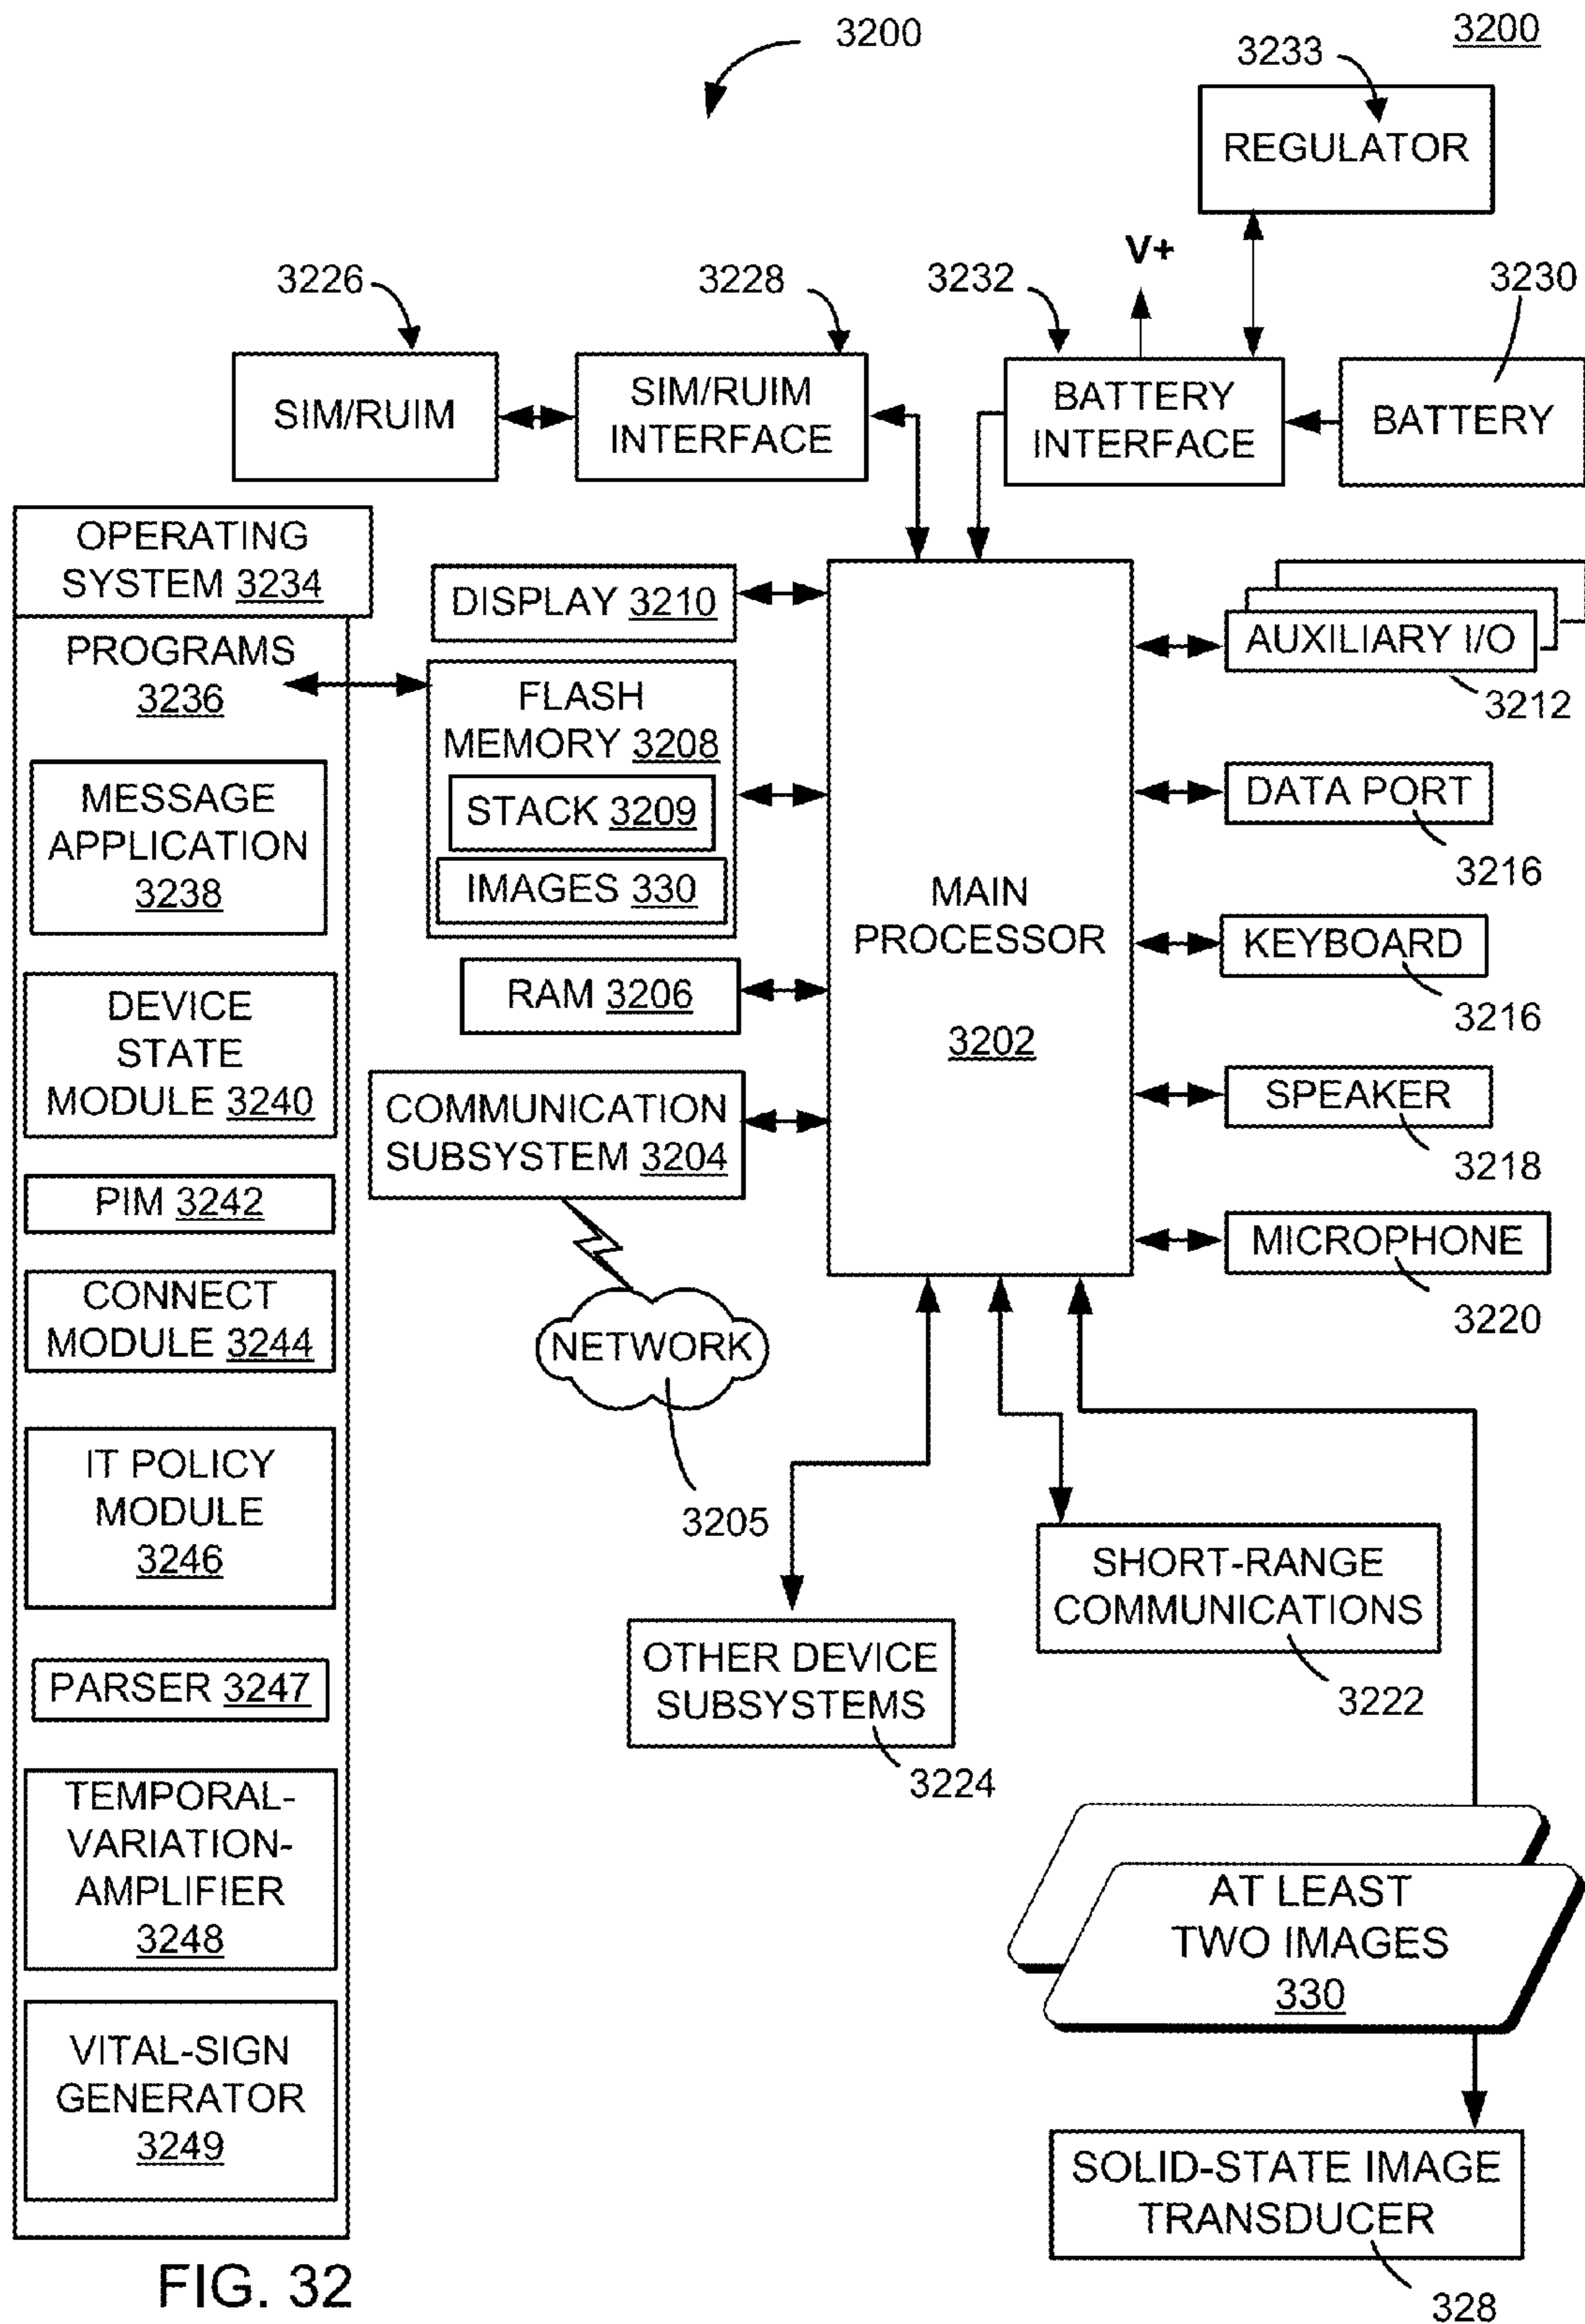 3200
3200
3233
REGULATOR
V+
3226
3228
3232
3230
SIM/RUIM
SIM/RUIM
INTERFACE
BATTERY
INTERFACE
BATTERY
OPERATING
SYSTEM 3234
PROGRAMS
3236
MESSAGE
APPLICATION
3238
DEVICE
STATE
MODULE 3240
PIM 3242
CONNECT
MODULE 3244
IT POLICY
MODULE
3246
PARSER 3247
TEMPORAL-
VARIATION-
AMPLIFIER
3248
VITAL-SIGN
GENERATOR
3249
DISPLAY 3210
FLASH
MEMORY 3208
STACK 3209
IMAGES 330
RAM 3206
COMMUNICATION
SUBSYSTEM 3204
NETWORK
3205
MAIN
PROCESSOR
3202
AUXILIARY I/O
3212
DATA PORT
3216
KEYBOARD
3216
SPEAKER
3218
MICROPHONE
3220
SHORT-RANGE
COMMUNICATIONS
3222
OTHER DEVICE
SUBSYSTEMS
3224
AT LEAST
TWO IMAGES
330
SOLID-STATE IMAGE
TRANSDUCER
328
FIG. 32